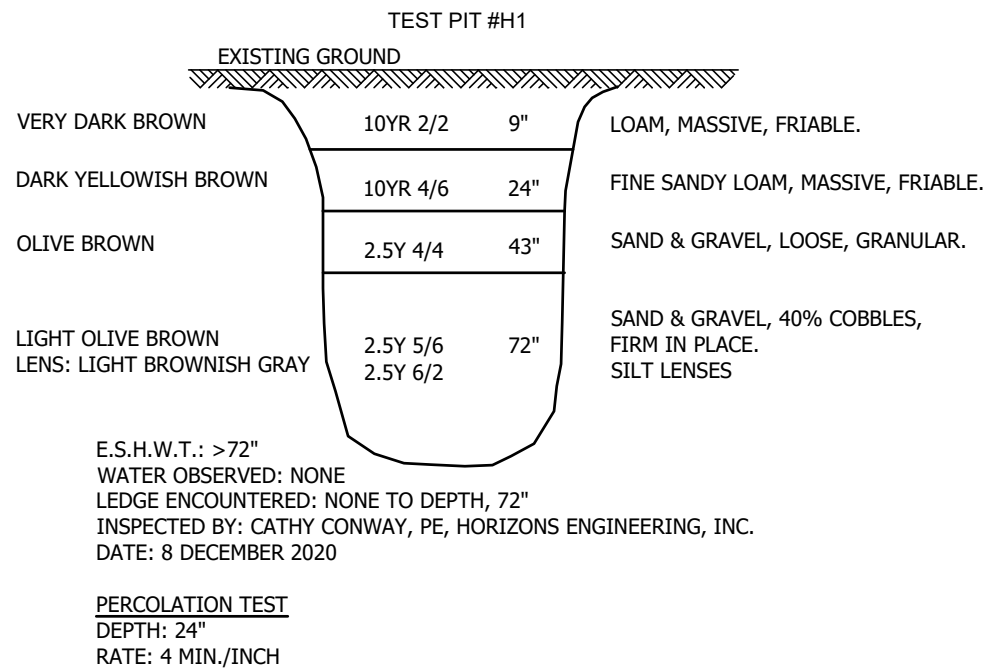 TEST PIT #H1
EXISTING GROUND
VERY DARK BROWN 10YR 2/2 9" LOAM, MASSIVE, FRIABLE.
DARK YELLOWISH BROWN 10YR 4/6 24" FINE SANDY LOAM, MASSIVE, FRIABLE.
OLIVE BROWN 2.5Y 4/4 43" SAND & GRAVEL, LOOSE, GRANULAR.
LIGHT OLIVE BROWN 2.5Y 5/6 72" SAND & GRAVEL, 40% COBBLES,
FIRM IN PLACE.
LENS: LIGHT BROWNISH GRAY 2.5Y 6/2 SILT LENSES
E.S.H.W.T.: >72"
WATER OBSERVED: NONE
LEDGE ENCOUNTERED: NONE TO DEPTH, 72"
INSPECTED BY: CATHY CONWAY, PE, HORIZONS ENGINEERING, INC.
DATE: 8 DECEMBER 2020
PERCOLATION TEST
DEPTH: 24"
RATE: 4 MIN./INCH